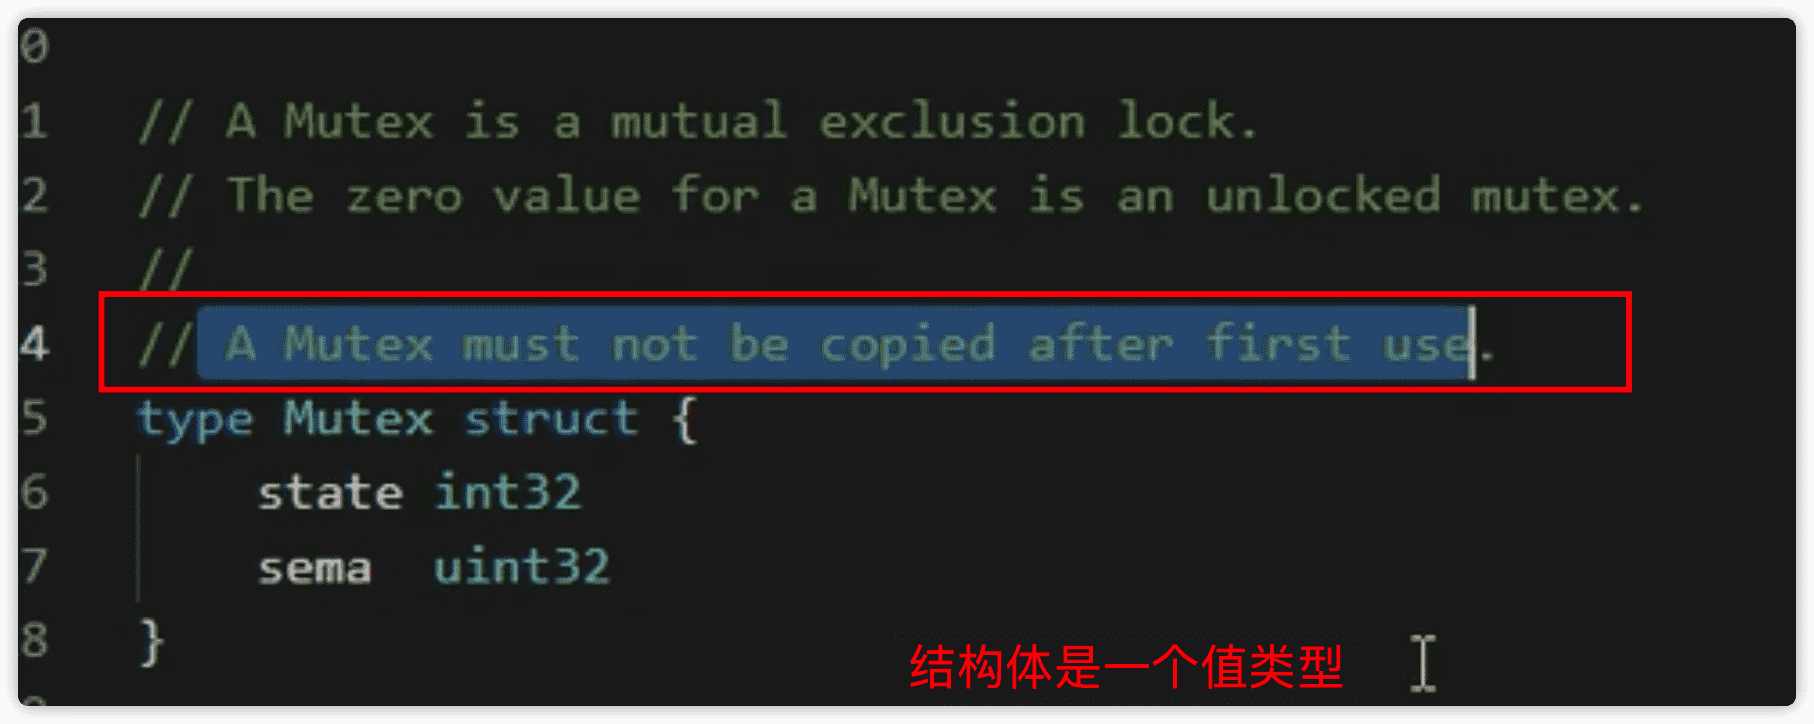 0
1 // A Mutex is a mutual exclusion lock.
2 // The zero value for a Mutex is an unlocked mutex.
3 //
4 // A Mutex must not be copied after first use.
5 type Mutex struct {
6 state int32
7 sema uint32
8 }
结构体是一个值类型